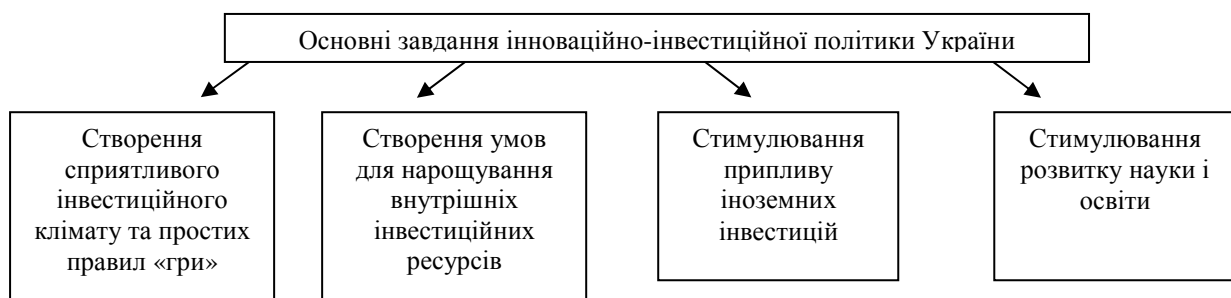 Основні завдання інноваційно-інвестиційної політики України
Створення
сприятливого
інвестиційного
клімату та простих
правил «гри»
Створення умов
для нарощування
внутрішніх
інвестиційних
ресурсів
Стимулювання
припливу
іноземних
інвестицій
Стимулювання
розвитку науки і
освіти